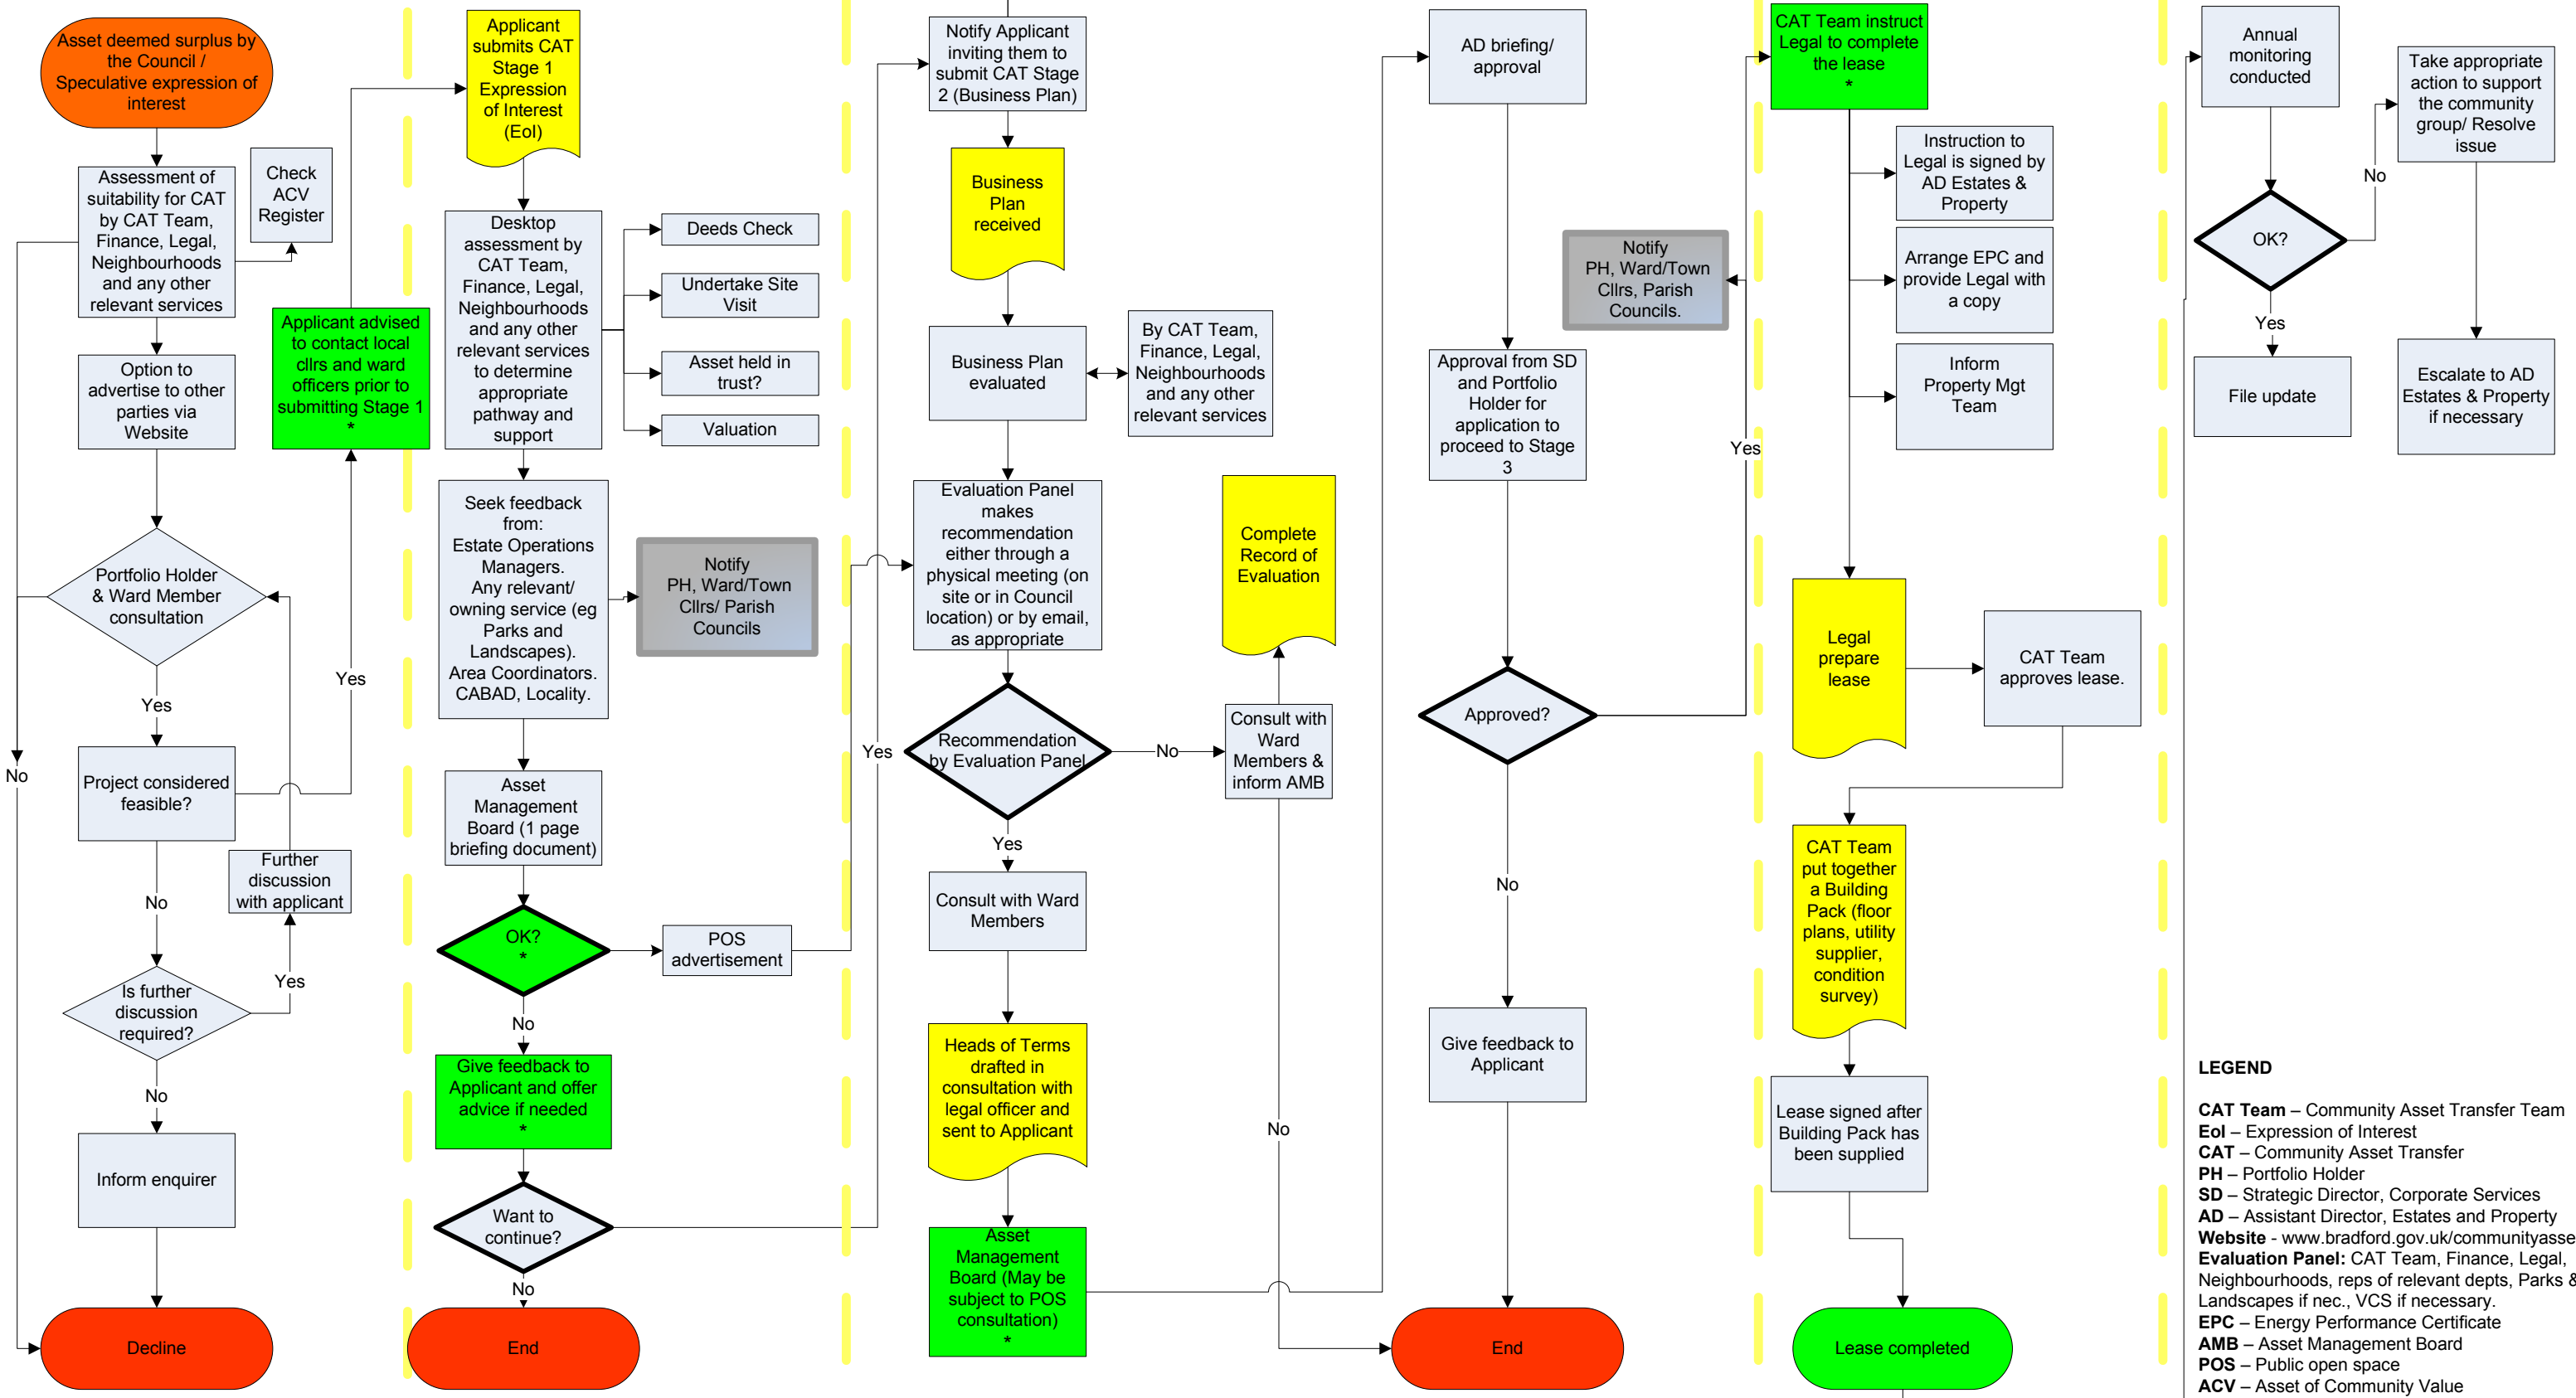 Asset deemed surplus by
the Council /
Speculative expression of
interest
Assessment of
suitability for CAT
by CAT Team,
Finance, Legal,
Neighbourhoods
and any other
relevant services
Check
ACV
Register
Option to
advertise to other
parties via
Website
Applicant advised
to contact local
cllrs and ward
officers prior to
submitting Stage 1
*
Portfolio Holder
& Ward Member
consultation
Yes
Yes
No
Project considered
feasible?
Further
discussion
with applicant
No
Is further
discussion
required?
Yes
No
Inform enquirer
Decline
Applicant
submits CAT
Stage 1
Expression
of Interest
(EoI)
Desktop
assessment by
CAT Team,
Finance, Legal,
Neighbourhoods
and any other
relevant services
to determine
appropriate
pathway and
support
Deeds Check
Undertake Site
Visit
Asset held in
trust?
Valuation
Seek feedback
from:
Estate Operations
Managers.
Any relevant/
owning service (eg
Parks and
Landscapes).
Area Coordinators.
CABAD, Locality.
Notify
PH, Ward/Town
Cllrs/ Parish
Councils
Asset
Management
Board (1 page
briefing document)
OK?
*
POS
advertisement
No
Give feedback to
Applicant and offer
advice if needed
*
Want to
continue?
No
End
Yes
Notify Applicant
inviting them to
submit CAT Stage
2 (Business Plan)
Business
Plan
received
Business Plan
evaluated
By CAT Team,
Finance, Legal,
Neighbourhoods
and any other
relevant services
Evaluation Panel
makes
recommendation
either through a
physical meeting (on
site or in Council
location) or by email,
as appropriate
Complete
Record of
Evaluation
Recommendation
by Evaluation Panel
No
Consult with
Ward
Members &
inform AMB
Yes
Consult with Ward
Members
Heads of Terms
drafted in
consultation with
legal officer and
sent to Applicant
No
Asset
Management
Board (May be
subject to POS
consultation)
*
AD briefing/
approval
Notify
PH, Ward/Town
Cllrs, Parish
Councils.
Approval from SD
and Portfolio
Holder for
application to
proceed to Stage
3
Yes
Approved?
No
Give feedback to
Applicant
End
CAT Team instruct
Legal to complete
the lease
*
Instruction to
Legal is signed by
AD Estates &
Property
Arrange EPC and
provide Legal with
a copy
Inform
Property Mgt
Team
Legal
prepare
lease
CAT Team
approves lease.
CAT Team
put together
a Building
Pack (floor
plans, utility
supplier,
condition
survey)
Lease signed after
Building Pack has
been supplied
Lease completed
Annual
monitoring
conducted
Take appropriate
action to support
the community
group/ Resolve
issue
No
OK?
Yes
File update
Escalate to AD
Estates & Property
if necessary
LEGEND
CAT Team – Community Asset Transfer Team
EoI – Expression of Interest
CAT – Community Asset Transfer
PH – Portfolio Holder
SD – Strategic Director, Corporate Services
AD – Assistant Director, Estates and Property
Website - www.bradford.gov.uk/communityasse
Evaluation Panel: CAT Team, Finance, Legal,
Neighbourhoods, reps of relevant depts, Parks &
Landscapes if nec., VCS if necessary.
EPC – Energy Performance Certificate
AMB – Asset Management Board
POS – Public open space
ACV – Asset of Community Value